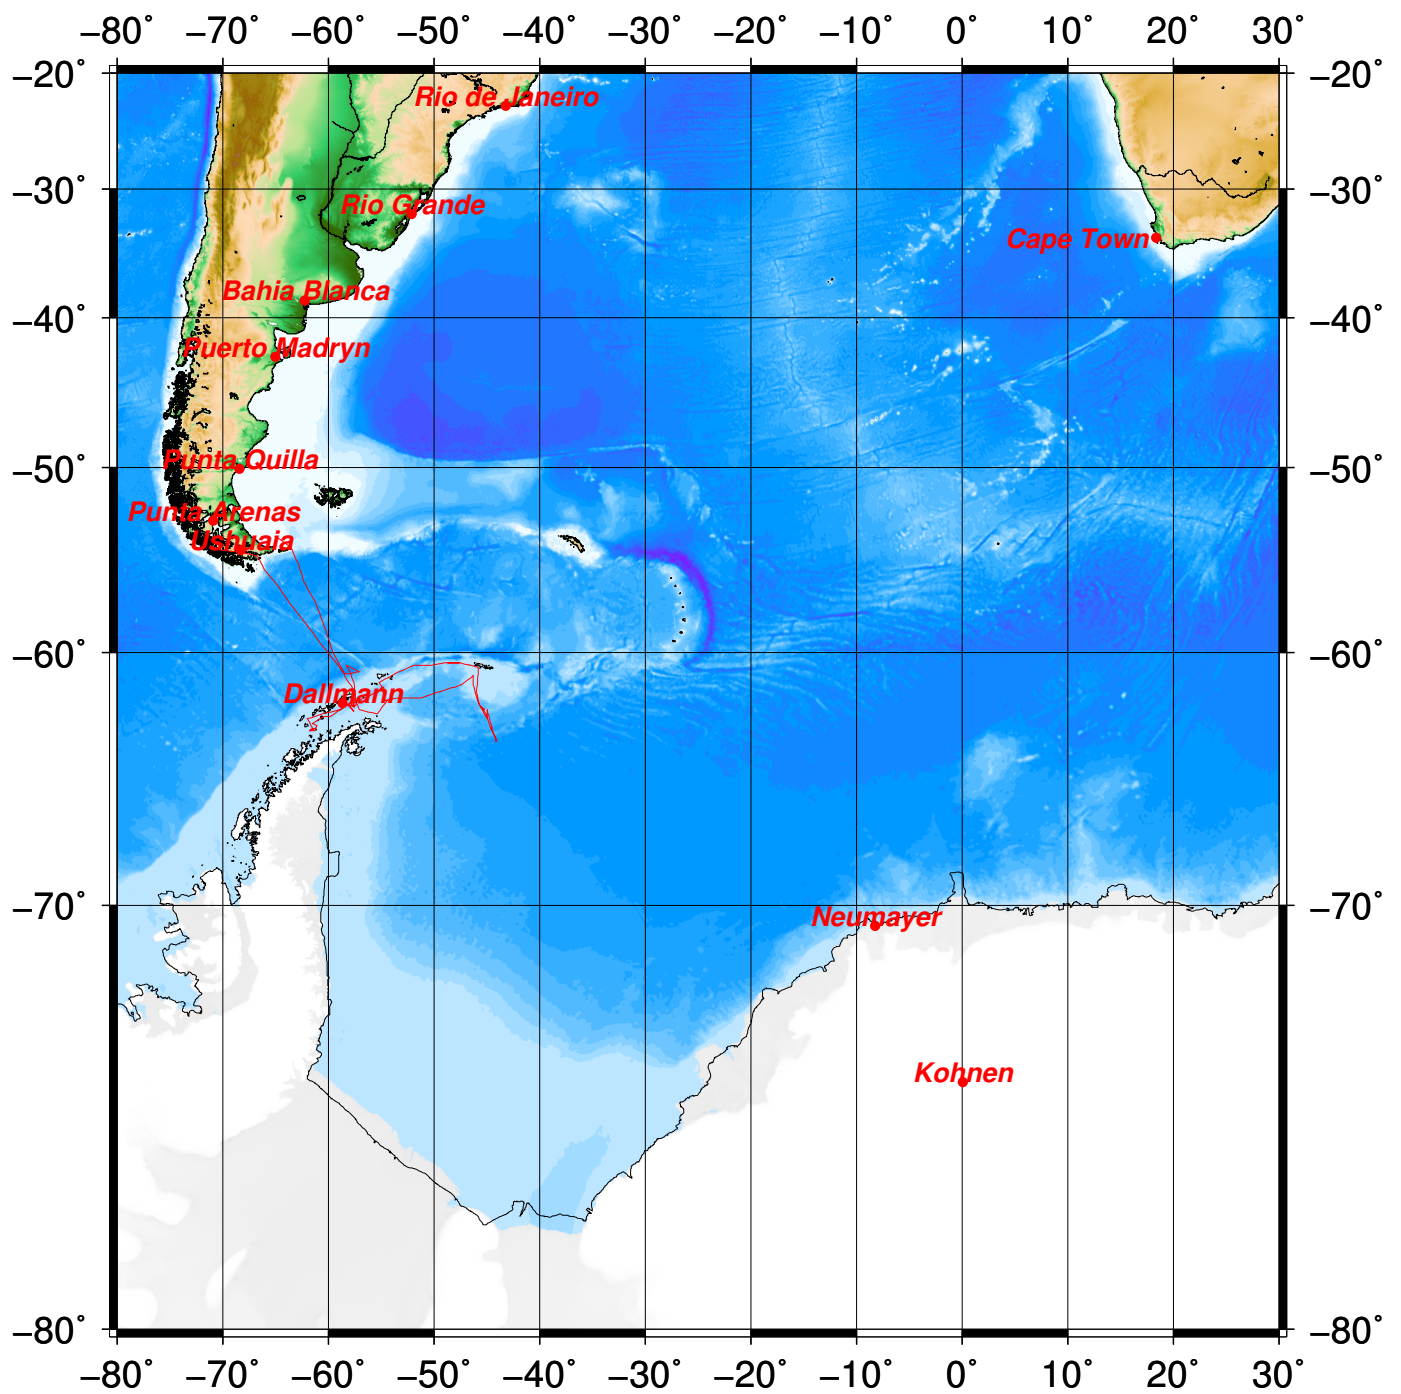 −80° −70° −60° −50° −40° −30° −20° −10° 0° 10° 20° 30°
−20° −20°
Rio de Janeiro
−30° −30°
Rio Grande
Cape Town
Bahia Blanca
−40° −40°
Puerto Madryn
Punta Quilla
−50° −50°
Punta Arenas
Ushuaia
−60° −60°
Dallmann
−70° −70°
Neumayer
Kohnen
−80° −80°
−80° −70° −60° −50° −40° −30° −20° −10° 0° 10° 20° 30°